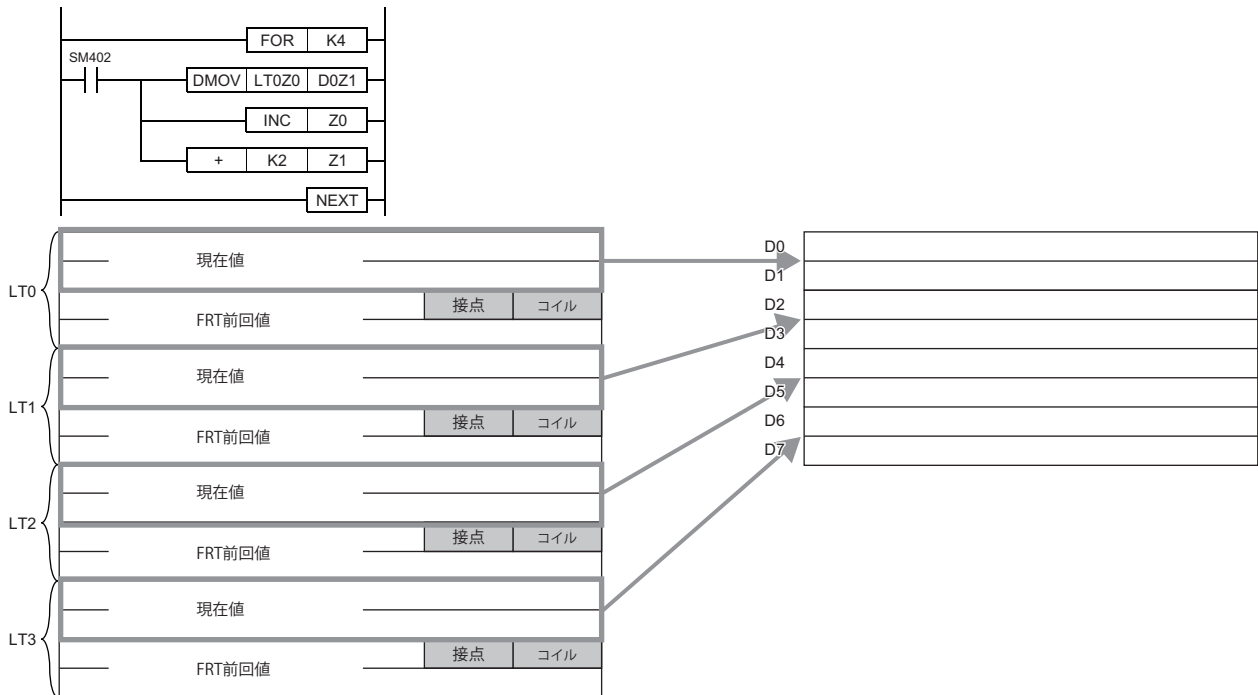 FOR K4
SM402
DMOV LT0Z0 D0Z1
INC Z0
+ K2 Z1
NEXT
LT0
現在値
FRT前回値 接点 コイル
LT1
現在値
FRT前回値 接点 コイル
LT2
現在値
FRT前回値 接点 コイル
LT3
現在値
FRT前回値 接点 コイル
D0
D1
D2
D3
D4
D5
D6
D7